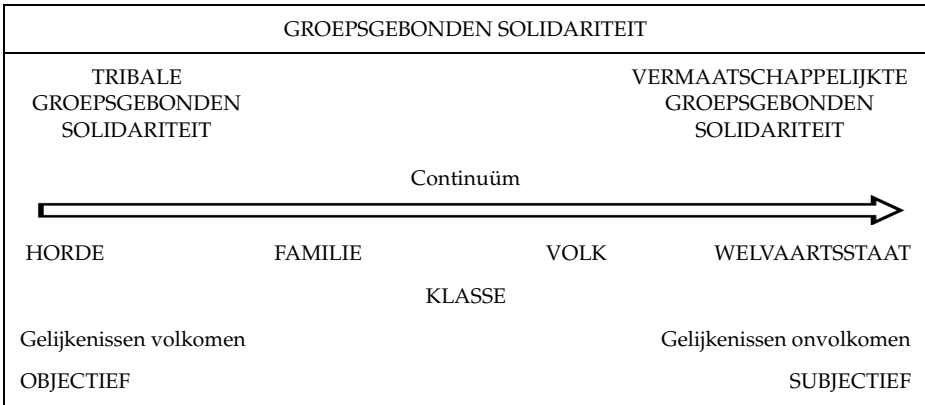 GROEPSGEBONDEN SOLIDARITEIT
TRIBALE
GROEPSGEBONDEN
SOLIDARITEIT
VERMAATSCHAPPELIJKTE
GROEPSGEBONDEN
SOLIDARITEIT
Continuüm
HORDE FAMILIE VOLK WELVAARTSSTAAT
KLASSE
Gelijkenissen volkomen Gelijkenissen onvolkomen
OBJECTIEF SUBJECTIEF